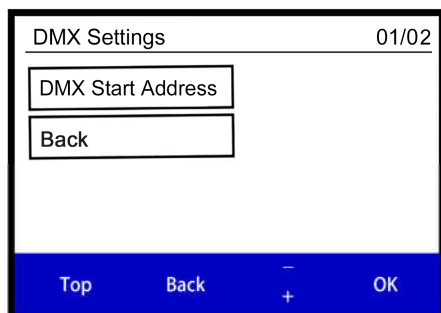 DMX Settings 01/02
DMX Start Address
Back
Top Back − + OK